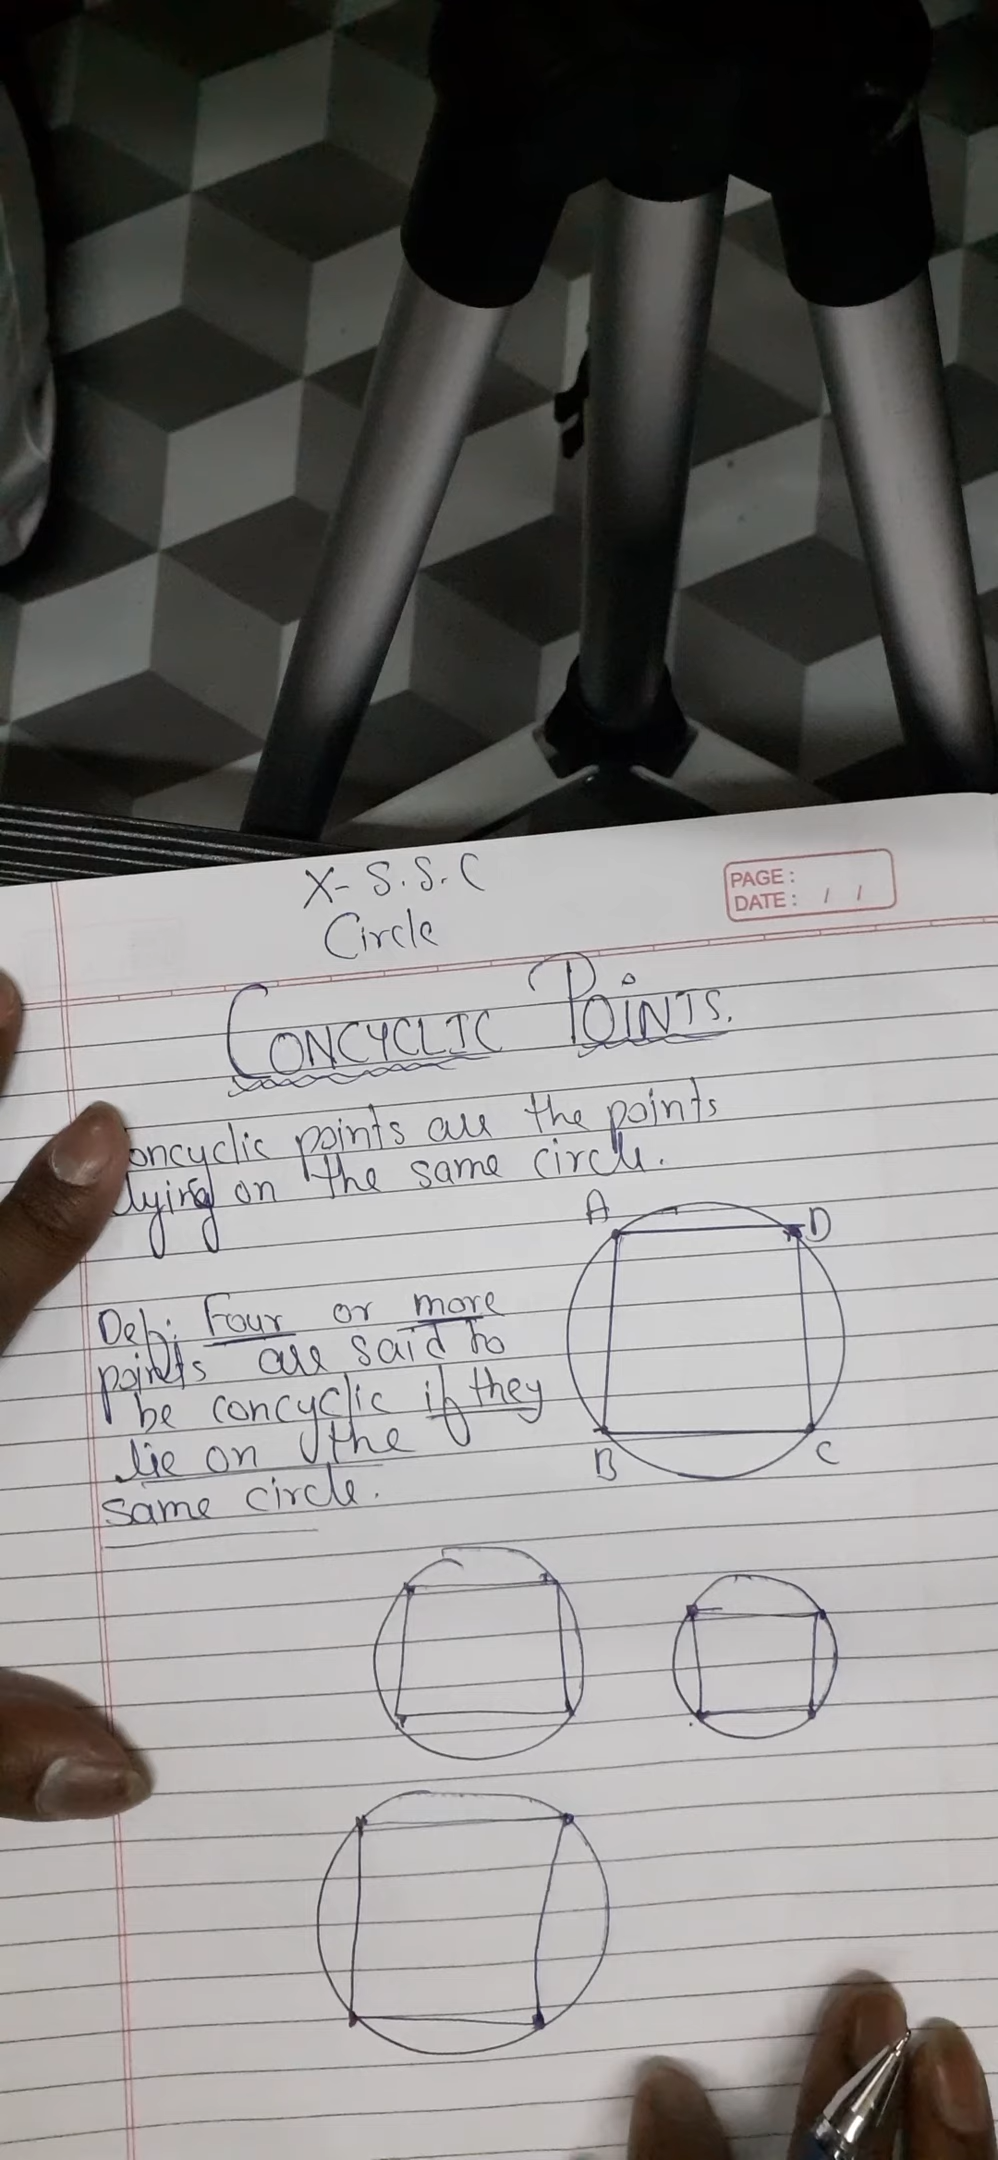 X- S.S.C
Circle
PAGE :
DATE : / /
CONCYCLIC POINTS.
oncyclic points are the points
lying on the same circle.
A
D
Def: Four or more
points are said to
be concyclic if they
lie on the
same circle.
B
C